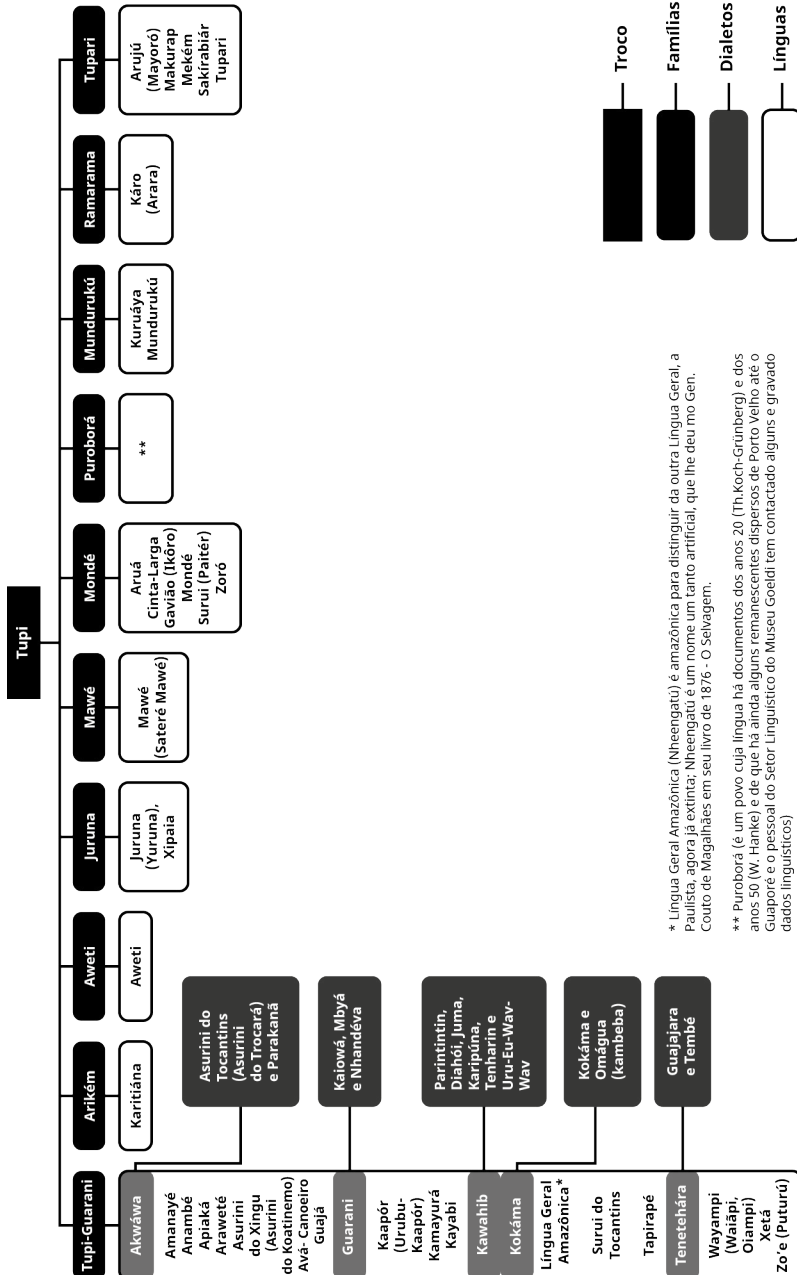 Tupi
Tupi-Guarani
Akwáwa
Amanayé
Anambé
Apiaká
Araweté
Asurini
do Xingu
(Asurini
do Koatinemo)
Avá- Canoeiro
Guajá
Guarani
Kaapór
(Urubu-
Kaapór)
Kamayurá
Kayabi
Kawahib
Kokáma
Língua Geral
Amazônica*
Surui do
Tocantins
Tapirapé
Tenetehára
Wayampi
(Waiãpi,
Oiampi)
Xetá
Zo'e (Puturú)
Asurini do
Tocantins
(Asurini
do Trocará)
e Parakanã
Kaiowá, Mbyá
e Nhandéva
Parintintin,
Diahói, Juma,
Karipúna,
Tenharin e
Uru-Eu-Wav-
Wav
Kokáma e
Omágua
(kambeba)
Guajajara
e Tembé
Arikém
Karitiána
Aweti
Aweti
Juruna
Juruna
(Yuruna),
Xipaia
Mawé
Mawé
(Sateré Mawé)
Mondé
Aruá
Cinta-Larga
Gavião (Ikôro)
Mondé
Surui (Paitér)
Zoró
Puroborá
**
Mundurukú
Kuruáya
Mundurukú
Ramarama
Káro
(Arara)
Tupari
Arujú
(Mayoró)
Makurap
Mekém
Sakírabiár
Tupari
* Língua Geral Amazônica (Nheengatú) é amazônica para distinguir da outra Língua Geral, a
Paulista, agora já extinta; Nheengatú é um nome um tanto artificial, que lhe deu mo Gen.
Couto de Magalhães em seu livro de 1876 - O Selvagem.
** Puroborá (é um povo cuja língua há documentos dos anos 20 (Th.Koch-Grünberg) e dos
anos 50 (W. Hanke) e de que há ainda alguns remanescentes dispersos de Porto Velho até o
Guaporé e o pessoal do Setor Linguístico do Museu Goeldi tem contactado alguns e gravado
dados linguísticos)
Troco
Famílias
Dialetos
Línguas